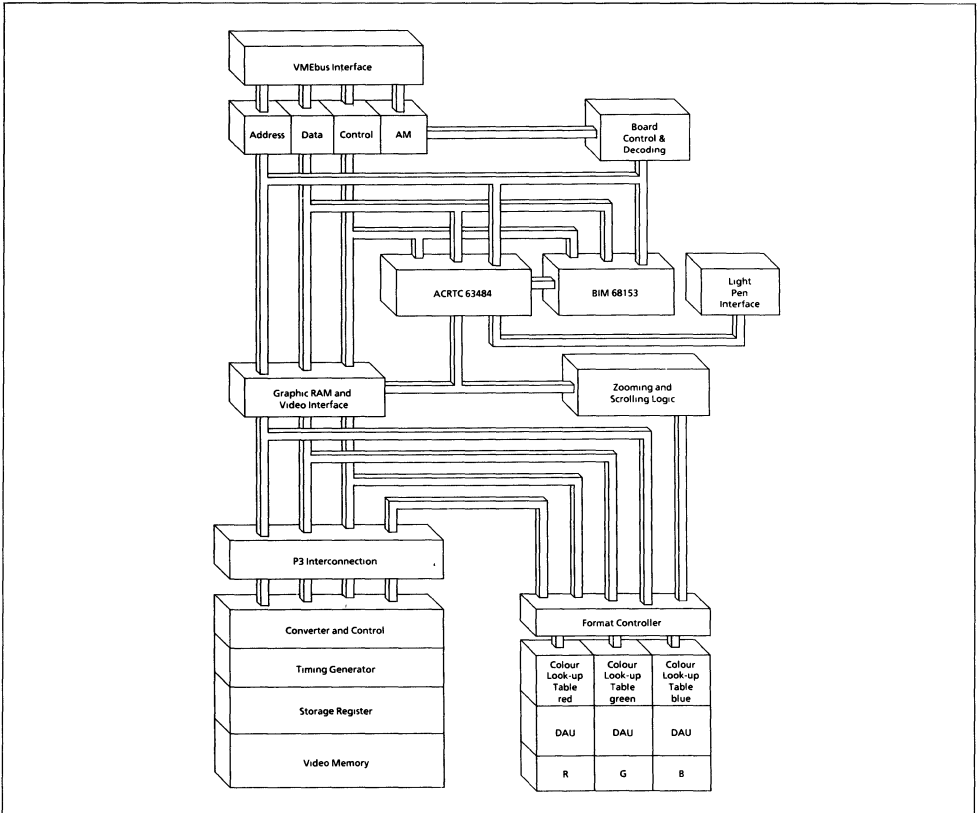 VMEbus Interface
Address
Data
Control
AM
Board
Control &
Decoding
ACRTC 63484
BIM 68153
Light
Pen
Interface
Graphic RAM and
Video Interface
Zooming and
Scrolling Logic
P3 Interconnection
Converter and Control
Timing Generator
Storage Register
Video Memory
Format Controller
Colour
Look-up
Table
red
Colour
Look-up
Table
green
Colour
Look-up
Table
blue
DAU
DAU
DAU
R
G
B